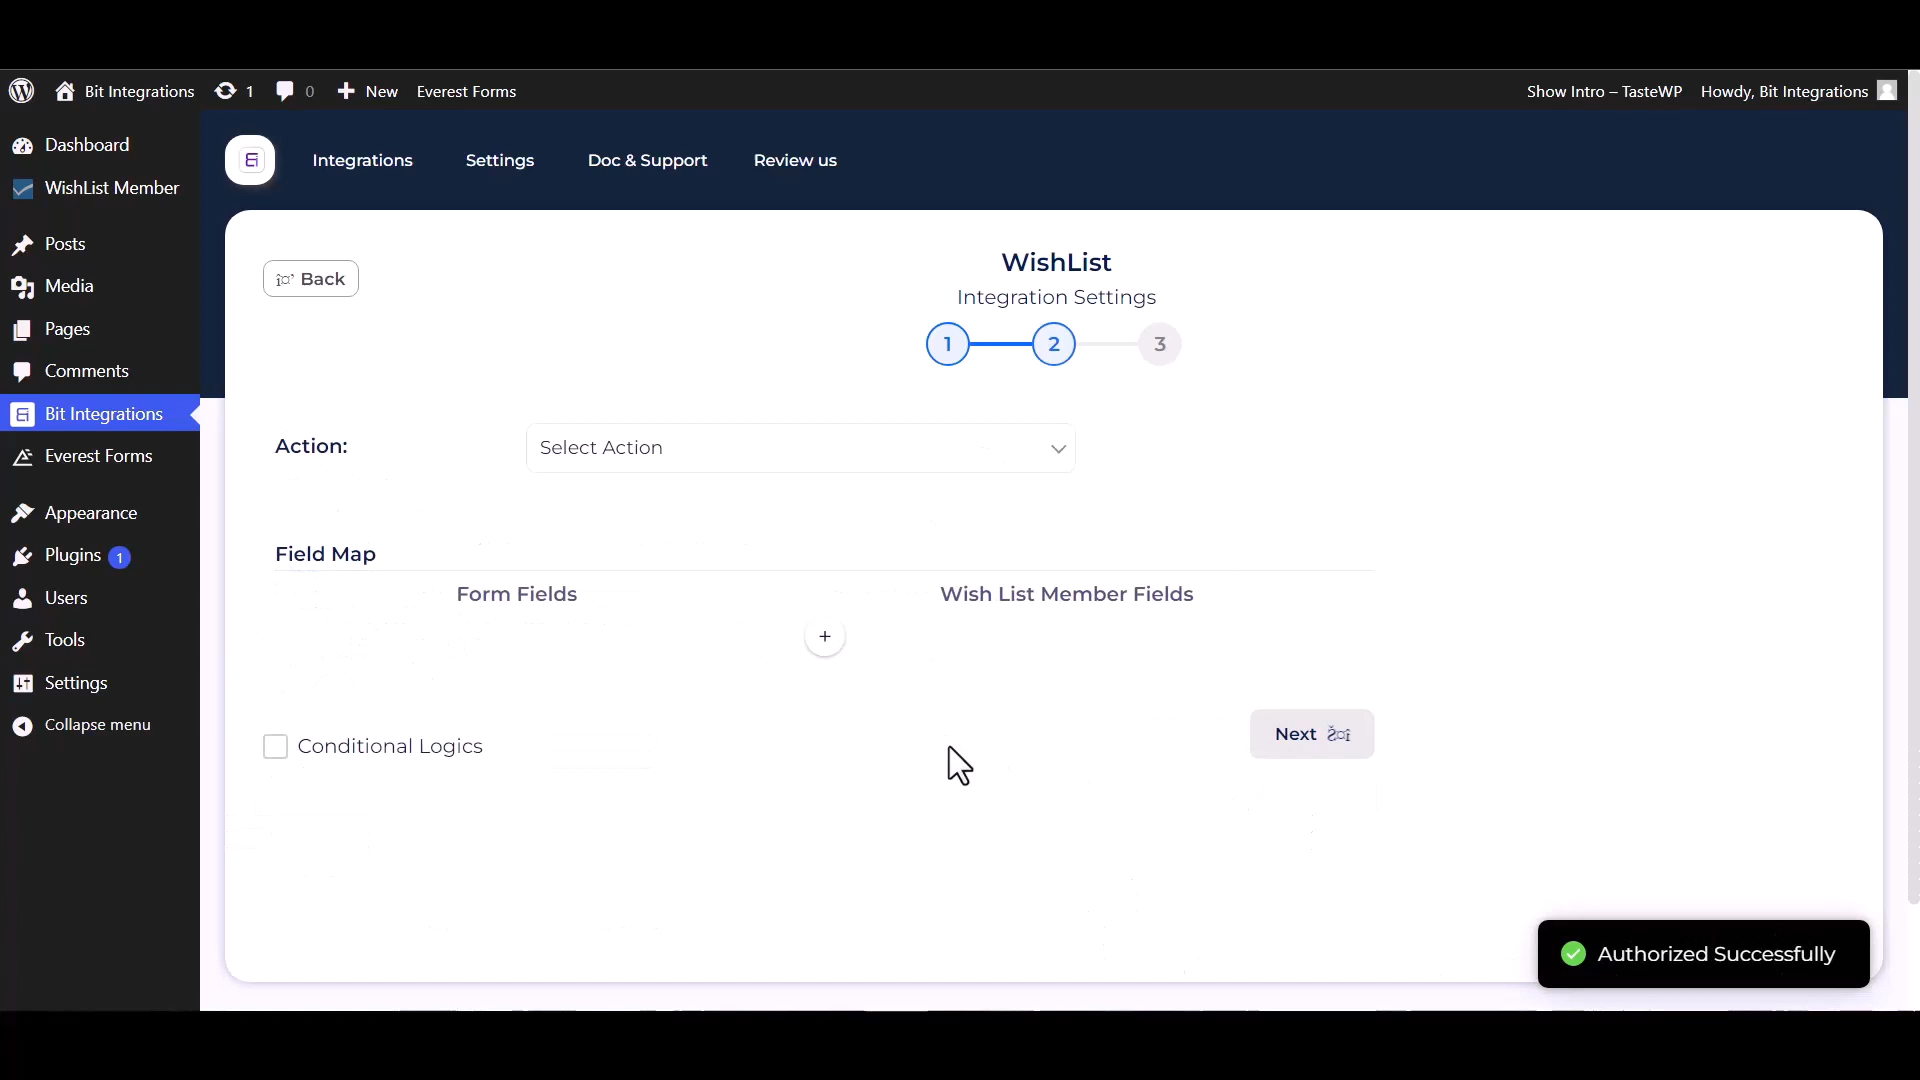 Bit Integrations 1 0 New Everest Forms Show Intro – TasteWP Howdy, Bit Integrations
Dashboard
WishList Member
Posts
Media
Pages
Comments
Bit Integrations
Everest Forms
Appearance
Plugins 1
Users
Tools
Settings
Collapse menu
Integrations Settings Doc & Support Review us
Back
WishList
Integration Settings
1 2 3
Action: Select Action
Field Map
Form Fields Wish List Member Fields
+
Conditional Logics
Next
Authorized Successfully